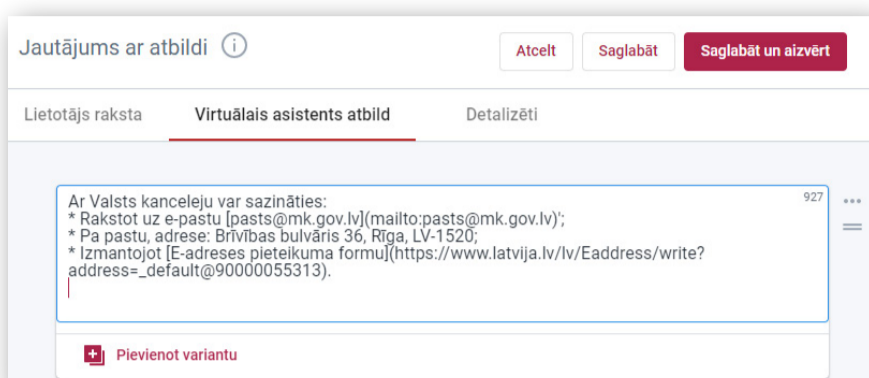 Jautājums ar atbildi i
Atcelt
Saglabāt
Saglabāt un aizvērt
Lietotājs raksta
Virtuālais asistents atbild
Detalizēti
Ar Valsts kanceleju var sazināties:
927
* Rakstot uz e-pastu [pasts@mk.gov.lv](mailto:pasts@mk.gov.lv)';
* Pa pastu, adrese: Brīvības bulvāris 36, Rīga, LV-1520;
* Izmantojot [E-adreses pieteikuma formu](https://www.latvija.lv/lv/Eaddress/write?
address=_default@90000055313).
Pievienot variantu